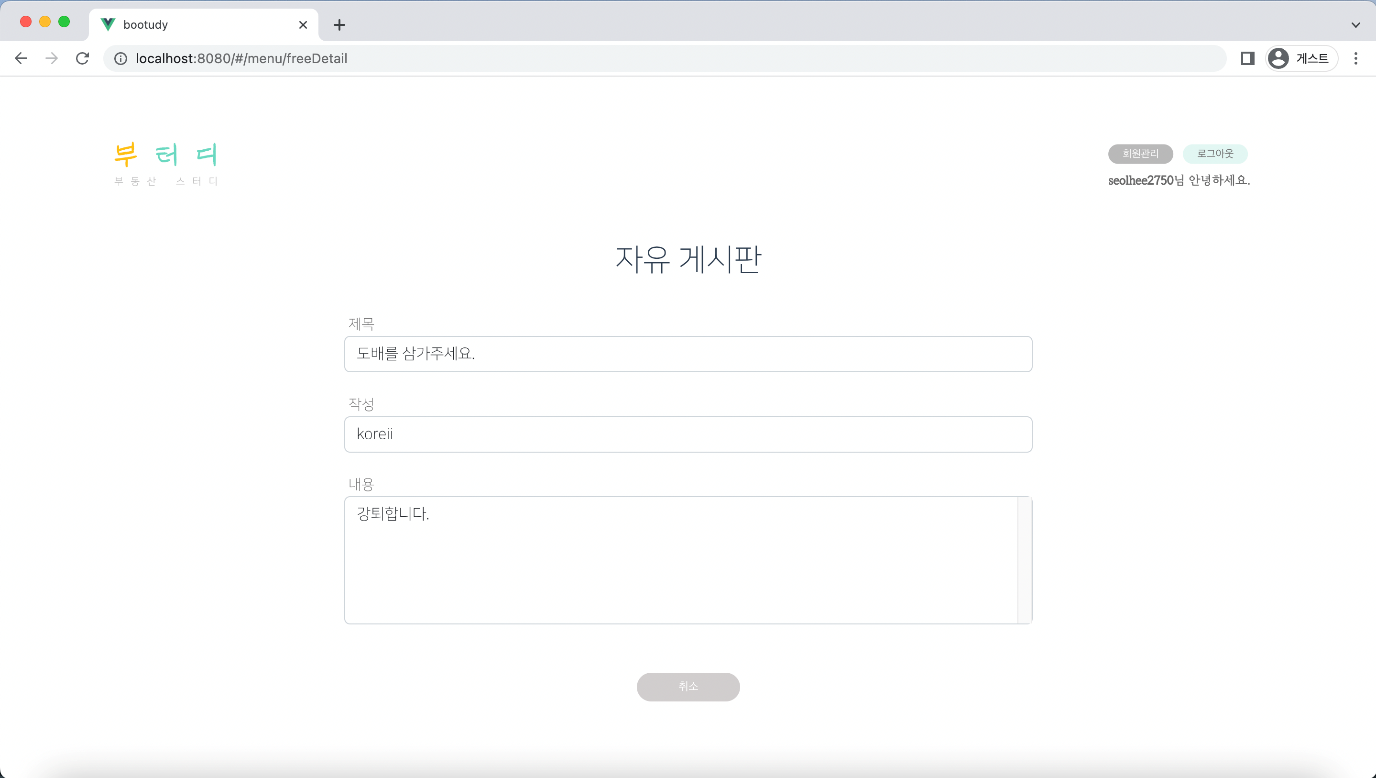 bootudy
localhost:8080/#/menu/freeDetail
게스트
부 터 디
부 동 산 스 터 디
회원관리
로그아웃
seolhee2750님 안녕하세요.
자유 게시판
제목
도배를 삼가주세요.
작성
koreii
내용
강퇴합니다.
취소